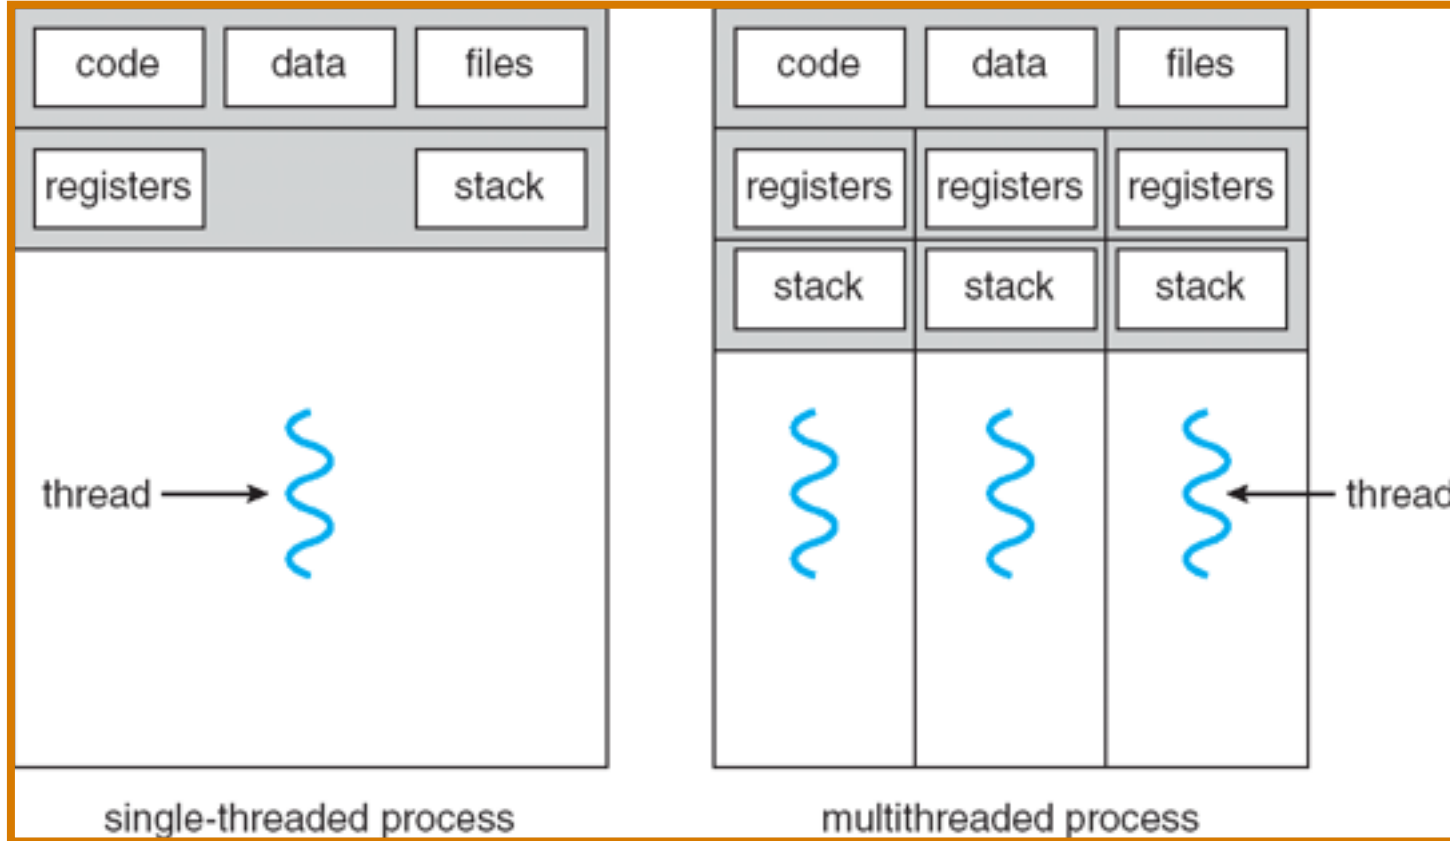 code data files
registers stack
thread
single-threaded process
code data files
registers registers registers
stack stack stack
thread
multithreaded process